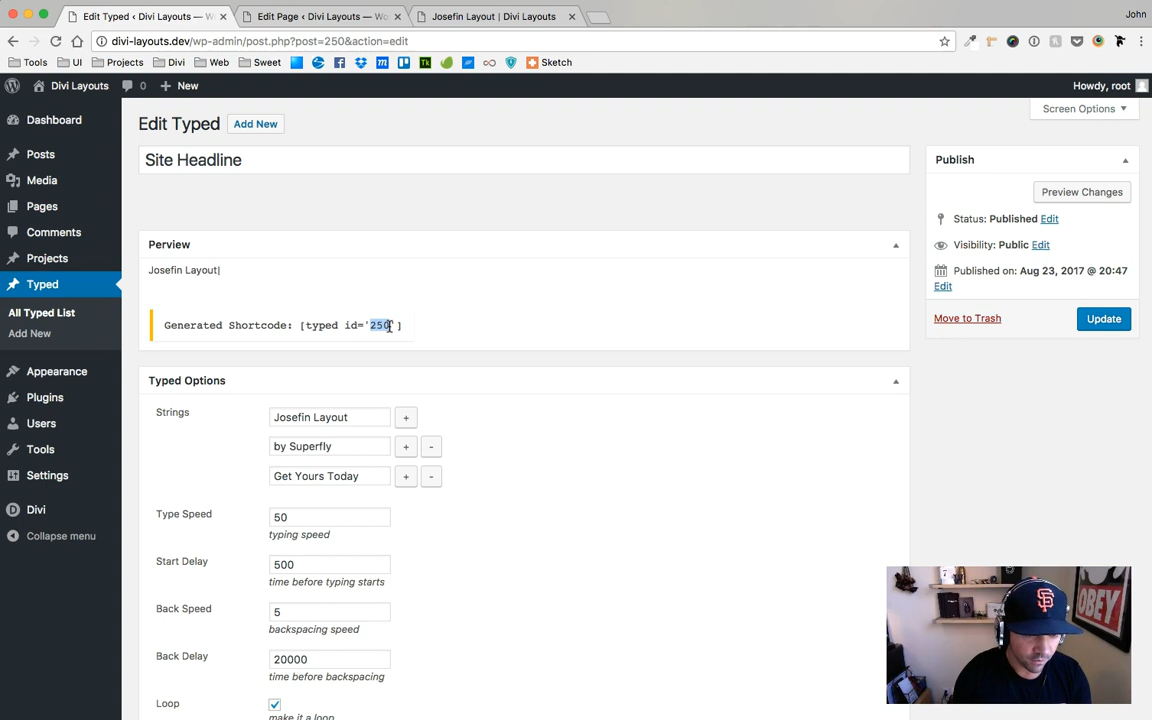 Edit Typed ‹ Divi Layouts — W
Edit Page ‹ Divi Layouts — Wo
Josefin Layout | Divi Layouts
John
divi-layouts.dev/wp-admin/post.php?post=250&action=edit
Tools
UI
Projects
Divi
Web
Sweet
Sketch
Divi Layouts
0
New
Howdy, root
Screen Options
Dashboard
Posts
Media
Pages
Comments
Projects
Typed
All Typed List
Add New
Appearance
Plugins
Users
Tools
Settings
Divi
Collapse menu
Edit Typed
Add New
Site Headline
Perview
Josefin Layout|
Generated Shortcode: [typed id='250']
Typed Options
Strings
Josefin Layout
+
by Superfly
+ -
Get Yours Today
+ -
Type Speed
50
typing speed
Start Delay
500
time before typing starts
Back Speed
5
backspacing speed
Back Delay
20000
time before backspacing
Loop
make it a loop
Publish
Preview Changes
Status: Published Edit
Visibility: Public Edit
Published on: Aug 23, 2017 @ 20:47
Edit
Move to Trash
Update
OBEY